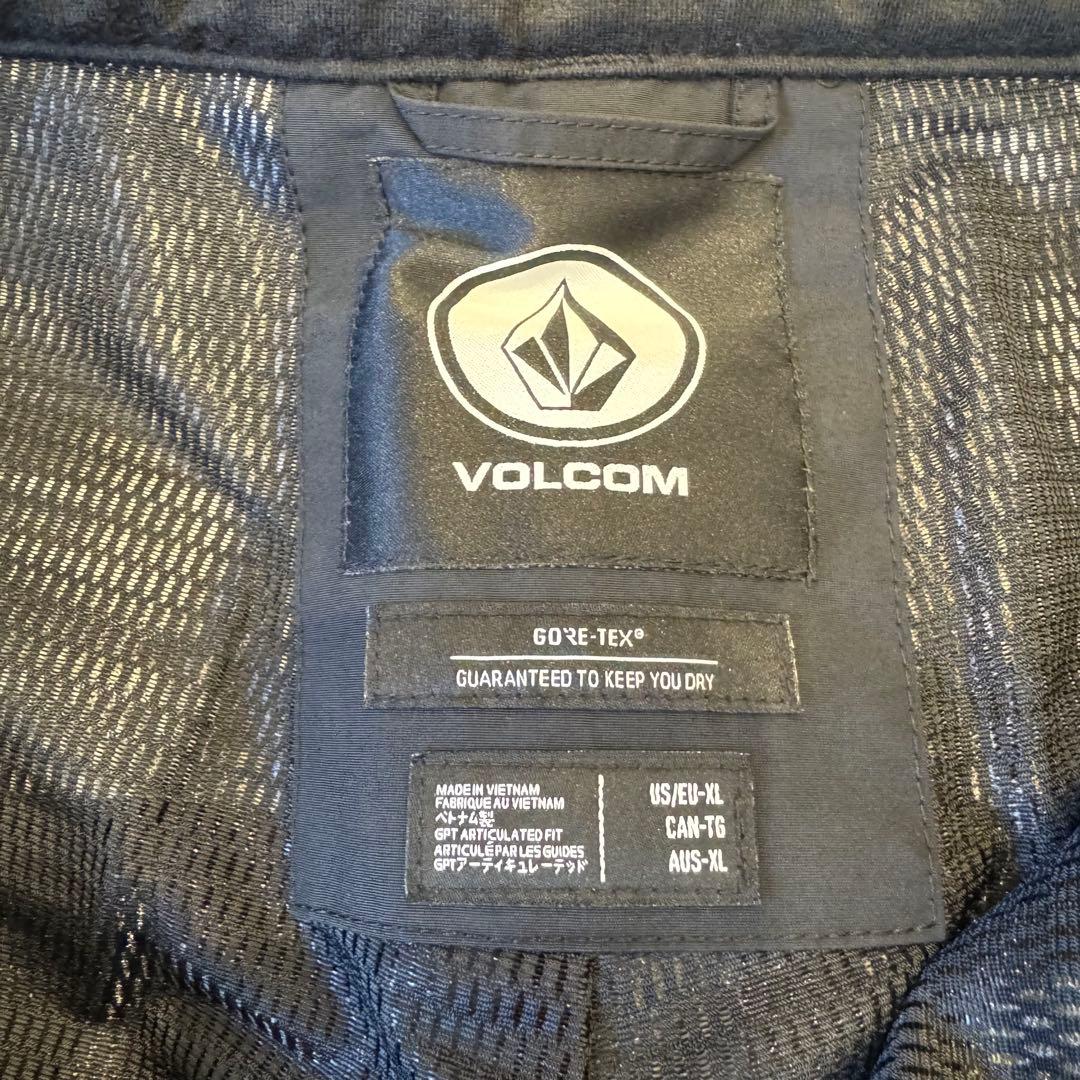 VOLCOM
GORE-TEX®
GUARANTEED TO KEEP YOU DRY
MADE IN VIETNAM
FABRIQUE AU VIETNAM
ベトナム製
GPT ARTICULATED FIT
ARTICULÉ PAR LES GUIDES
GPTアーティキュレーテッド
US/EU-XL
CAN-TG
AUS-XL